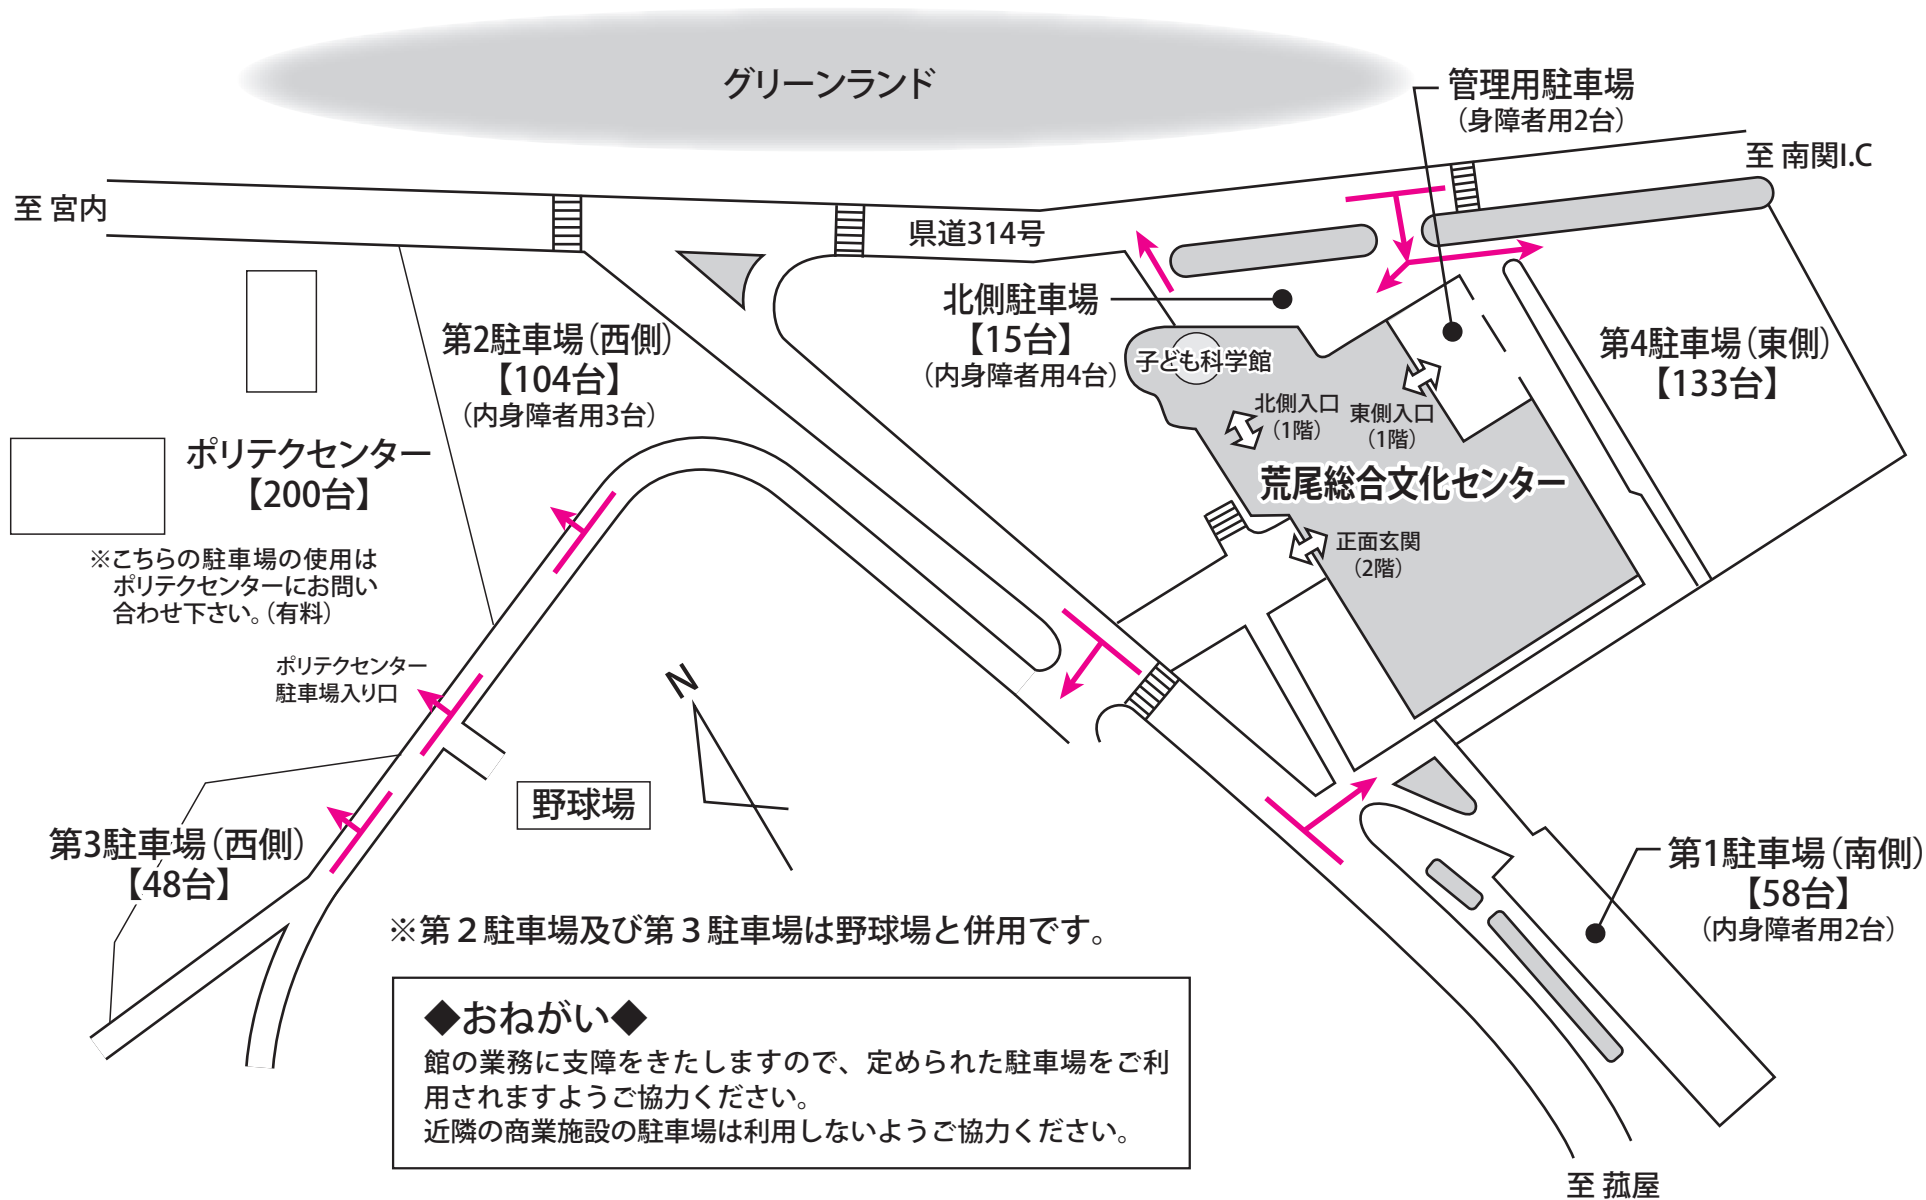 グリーンランド
管理用駐車場
（身障者用2台）
至 南関I.C
至 宮内
県道314号
北側駐車場
【15台】
（内身障者用4台）
第2駐車場（西側）
【104台】
（内身障者用3台）
第4駐車場（東側）
【133台】
子ども科学館
北側入口
（1階）
東側入口
（1階）
荒尾総合文化センター
正面玄関
（2階）
ポリテクセンター
【200台】
※こちらの駐車場の使用は
ポリテクセンターにお問い
合わせ下さい。（有料）
ポリテクセンター
駐車場入り口
N
野球場
第3駐車場（西側）
【48台】
第1駐車場（南側）
【58台】
（内身障者用2台）
※第２駐車場及び第３駐車場は野球場と併用です。
◆おねがい◆
館の業務に支障をきたしますので、定められた駐車場をご利
用されますようご協力ください。
近隣の商業施設の駐車場は利用しないようご協力ください。
至 菰屋